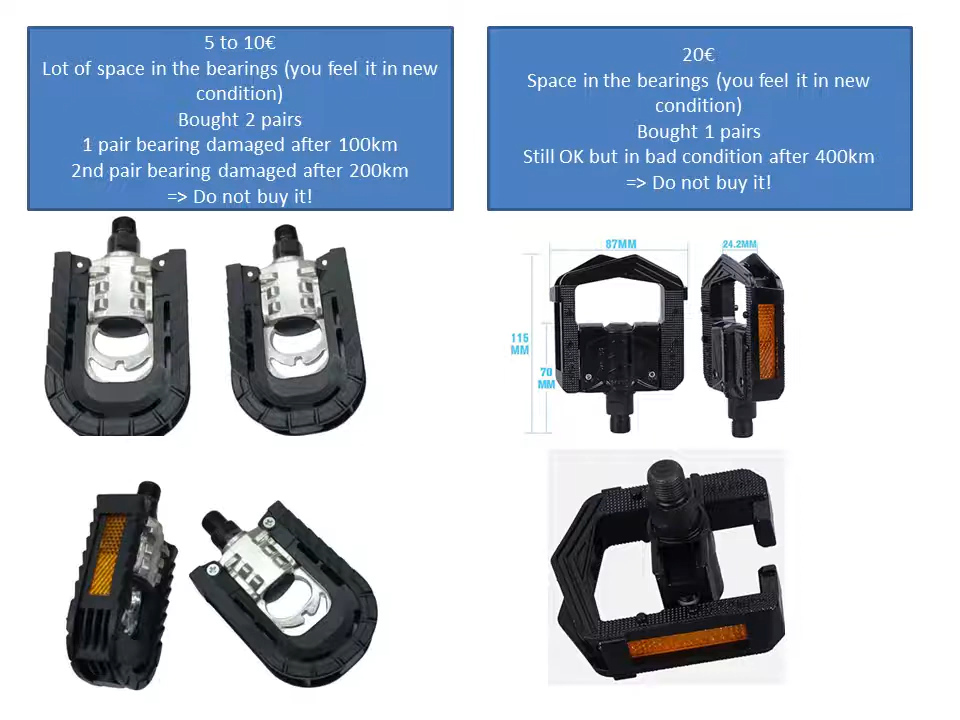 5 to 10€
Lot of space in the bearings (you feel it in new
condition)
Bought 2 pairs
1 pair bearing damaged after 100km
2nd pair bearing damaged after 200km
=> Do not buy it!
20€
Space in the bearings (you feel it in new
condition)
Bought 1 pairs
Still OK but in bad condition after 400km
=> Do not buy it!
87MM
24.2MM
115
MM
70
MM